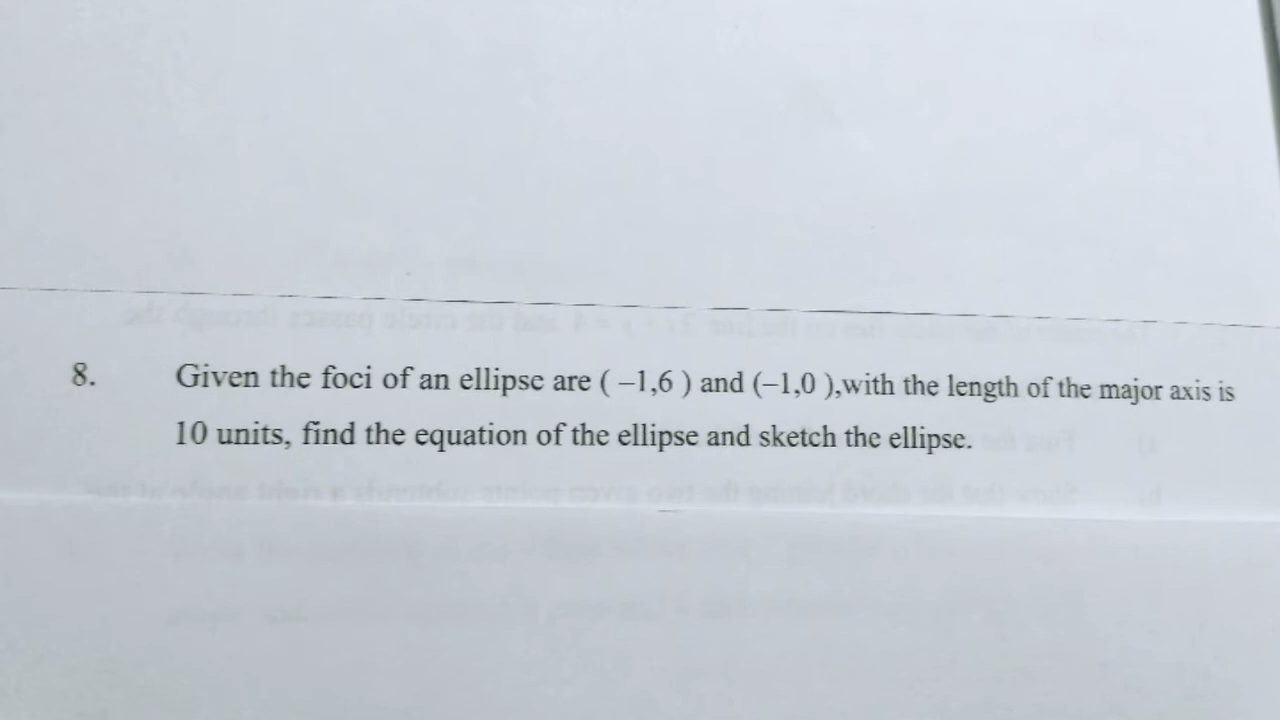 8. Given the foci of an ellipse are ( –1,6 ) and (–1,0 ),with the length of the major axis is
10 units, find the equation of the ellipse and sketch the ellipse.